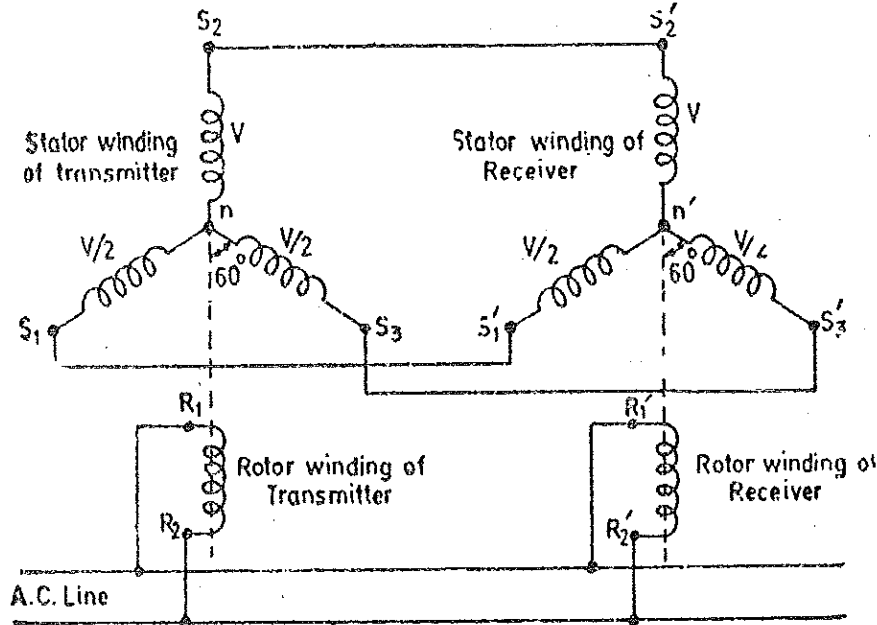 S2
S2′
Stator winding
of transmitter
V
Stator winding of
Receiver
V
n
n′
V/2
V/2
60°
V/2
60°
S1
S3
S1′
S3′
R1
R1′
Rotor winding of
Transmitter
Rotor winding of
Receiver
R2
R2′
A.C. Line